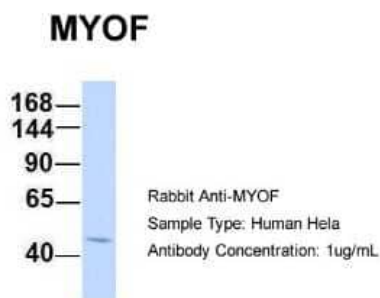 MYOF
168
144
90
65
40
Rabbit Anti-MYOF
Sample Type: Human Hela
Antibody Concentration: 1ug/mL